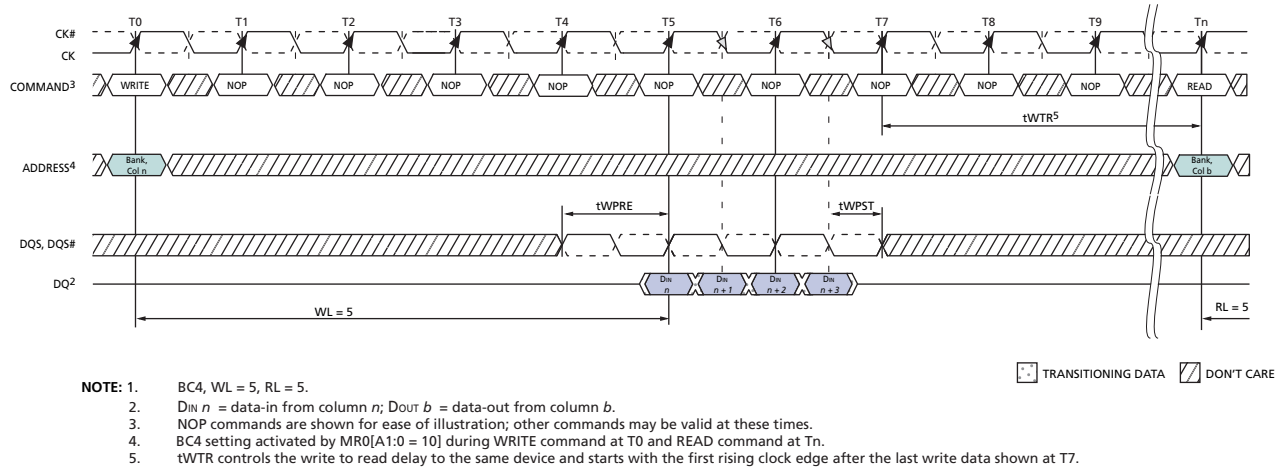 T0 T1 T2 T3 T4 T5 T6 T7 T8 T9 Tn
CK#
CK
COMMAND3 WRITE NOP NOP NOP NOP NOP NOP NOP NOP NOP READ
tWTR5
ADDRESS4 Bank, Col n Bank, Col b
tWPRE tWPST
DQS, DQS#
DQ2 DIN n DIN n + 1 DIN n + 2 DIN n + 3
WL = 5 RL = 5
TRANSITIONING DATA DON'T CARE
NOTE: 1. BC4, WL = 5, RL = 5.
2. DIN n = data-in from column n; DOUT b = data-out from column b.
3. NOP commands are shown for ease of illustration; other commands may be valid at these times.
4. BC4 setting activated by MR0[A1:0 = 10] during WRITE command at T0 and READ command at Tn.
5. tWTR controls the write to read delay to the same device and starts with the first rising clock edge after the last write data shown at T7.